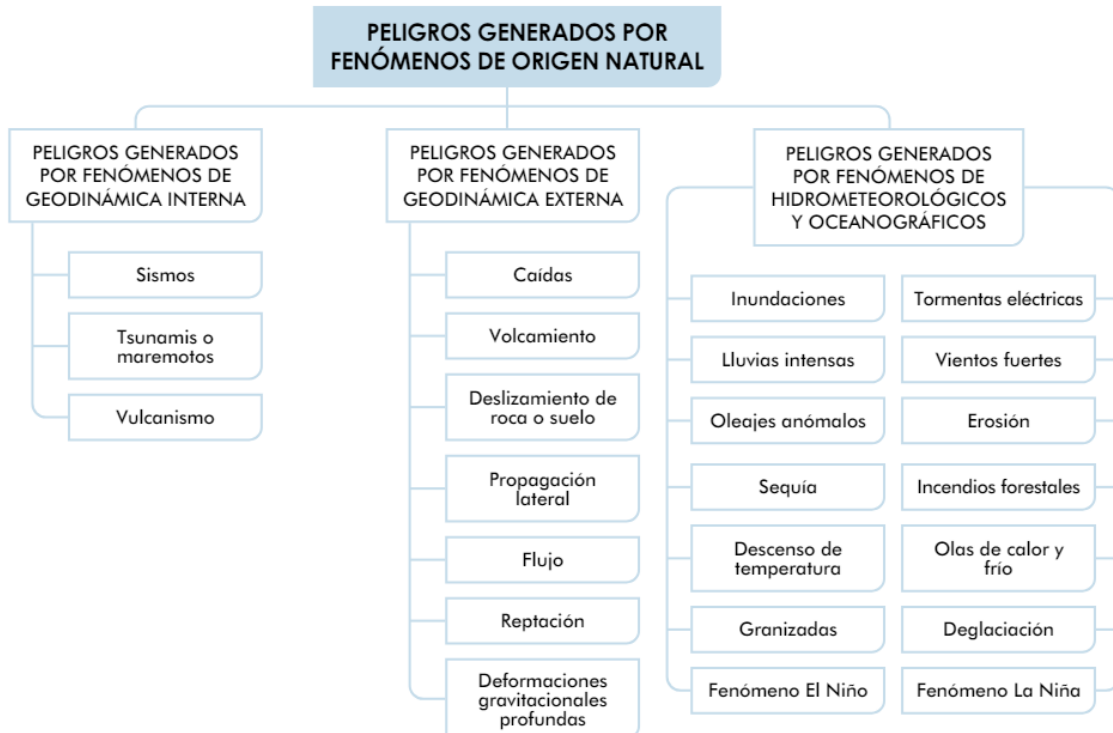 PELIGROS GENERADOS POR
FENÓMENOS DE ORIGEN NATURAL
PELIGROS GENERADOS
POR FENÓMENOS DE
GEODINÁMICA INTERNA
Sismos
Tsunamis o
maremotos
Vulcanismo
PELIGROS GENERADOS
POR FENÓMENOS DE
GEODINÁMICA EXTERNA
Caídas
Volcamiento
Deslizamiento de
roca o suelo
Propagación
lateral
Flujo
Reptación
Deformaciones
gravitacionales
profundas
PELIGROS GENERADOS
POR FENÓMENOS DE
HIDROMETEOROLÓGICOS
Y OCEANOGRÁFICOS
Inundaciones
Lluvias intensas
Oleajes anómalos
Sequía
Descenso de
temperatura
Granizadas
Fenómeno El Niño
Tormentas eléctricas
Vientos fuertes
Erosión
Incendios forestales
Olas de calor y
frío
Deglaciación
Fenómeno La Niña